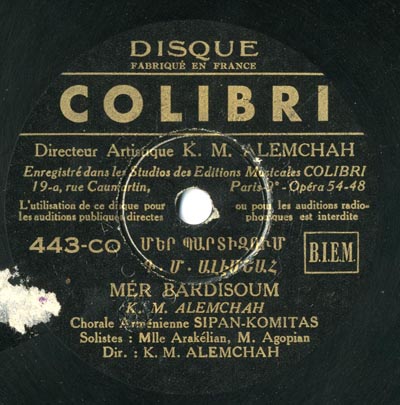 DISQUE
FABRIQUÉ EN FRANCE
COLIBRI
Directeur Artistique K. M. ALEMCHAH
Enregistré dans les Studios des Editions Musicales COLIBRI
19-a, rue Caumartin, Paris-9ᵉ - Opéra 54-48
L'utilisation de ce disque pour ou pour les auditions radio-
les auditions publiques directes phoniques est interdite
443-CO ՄԵՐ ՊԱՐՏԻԶՈՒՄ B.I.E.M.
Գ. Մ. ԱԼԻՄՇԱՀ
MÉR BARDISOUM
K. M. ALEMCHAH
Chorale Arménienne SIPAN-KOMITAS
Solistes : Mlle Arakélian, M. Agopian
Dir. : K. M. ALEMCHAH